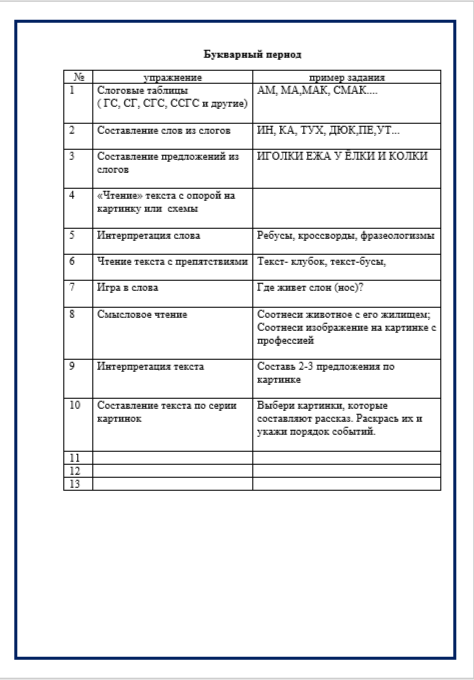 Букварный период
№ упражнение пример задания
1 Слоговые таблицы АМ, МА,МАК, СМАК....
( ГС, СГ, СГС, ССГС и другие)
2 Составление слов из слогов ИН, КА, ТУХ, ДЮК,ПЕ,УТ...
3 Составление предложений из ИГОЛКИ ЕЖА У ЁЛКИ И КОЛКИ
слогов
4 «Чтение» текста с опорой на
картинку или схемы
5 Интерпретация слова Ребусы, кроссворды, фразеологизмы
6 Чтение текста с препятствиями Текст- клубок, текст-бусы,
7 Игра в слова Где живет слон (нос)?
8 Смысловое чтение Соотнеси животное с его жилищем;
Соотнеси изображение на картинке с
профессией
9 Интерпретация текста Составь 2-3 предложения по
картинке
10 Составление текста по серии Выбери картинки, которые
картинок составляют рассказ. Раскрась их и
укажи порядок событий.
11
12
13